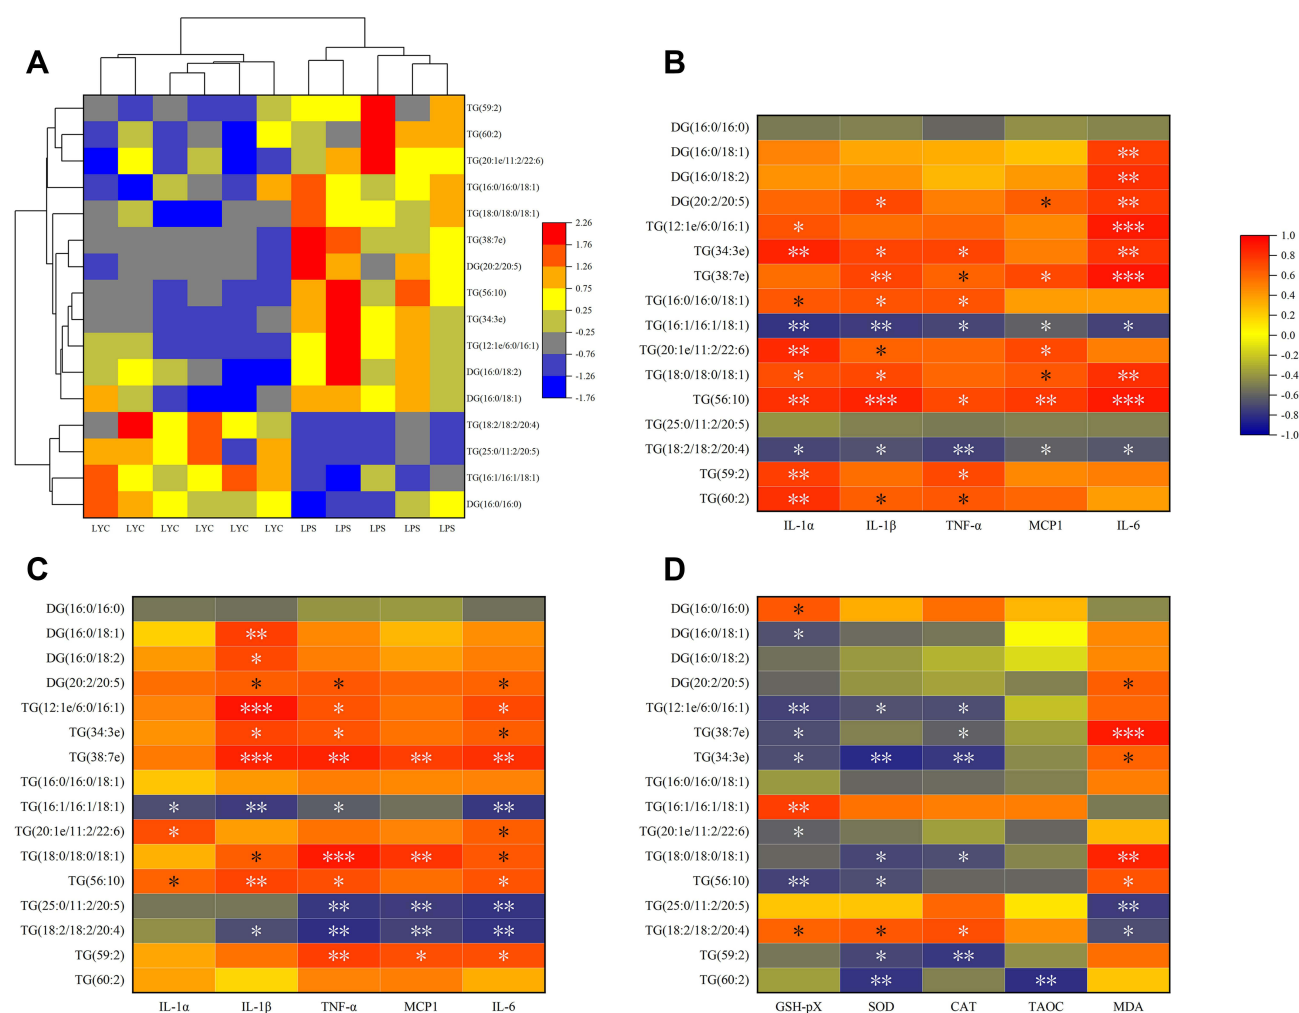 A
TG(59:2)
TG(60:2)
TG(20:1e/11:2/22:6)
TG(16:0/16:0/18:1)
TG(18:0/18:0/18:1)
TG(38:7e)
DG(20:2/20:5)
TG(56:10)
TG(34:3e)
TG(12:1e/6:0/16:1)
DG(16:0/18:2)
DG(16:0/18:1)
TG(18:2/18:2/20:4)
TG(25:0/11:2/20:5)
TG(16:1/16:1/18:1)
DG(16:0/16:0)
LYC LYC LYC LYC LYC LYC LPS LPS LPS LPS LPS
2.26
1.76
1.26
0.75
0.25
-0.25
-0.76
-1.26
-1.76
B
DG(16:0/16:0)
DG(16:0/18:1) **
DG(16:0/18:2) **
DG(20:2/20:5) * * **
TG(12:1e/6:0/16:1) * ***
TG(34:3e) ** * * **
TG(38:7e) ** * * ***
TG(16:0/16:0/18:1) * * *
TG(16:1/16:1/18:1) ** ** * * *
TG(20:1e/11:2/22:6) ** * *
TG(18:0/18:0/18:1) * * * **
TG(56:10) ** *** * ** ***
TG(25:0/11:2/20:5)
TG(18:2/18:2/20:4) * * ** * *
TG(59:2) ** *
TG(60:2) ** * *
IL-1α IL-1β TNF-α MCP1 IL-6
1.0
0.8
0.6
0.4
0.2
0.0
-0.2
-0.4
-0.6
-0.8
-1.0
C
DG(16:0/16:0)
DG(16:0/18:1) **
DG(16:0/18:2) *
DG(20:2/20:5) * * *
TG(12:1e/6:0/16:1) *** * *
TG(34:3e) * * *
TG(38:7e) *** ** ** **
TG(16:0/16:0/18:1)
TG(16:1/16:1/18:1) * ** * **
TG(20:1e/11:2/22:6) * *
TG(18:0/18:0/18:1) * *** ** *
TG(56:10) * ** * *
TG(25:0/11:2/20:5) ** ** **
TG(18:2/18:2/20:4) * ** ** **
TG(59:2) ** * *
TG(60:2)
IL-1α IL-1β TNF-α MCP1 IL-6
D
DG(16:0/16:0) *
DG(16:0/18:1) *
DG(16:0/18:2)
DG(20:2/20:5) *
TG(12:1e/6:0/16:1) ** * *
TG(38:7e) * * ***
TG(34:3e) * ** ** *
TG(16:0/16:0/18:1)
TG(16:1/16:1/18:1) **
TG(20:1e/11:2/22:6) *
TG(18:0/18:0/18:1) * * **
TG(56:10) ** * *
TG(25:0/11:2/20:5) **
TG(18:2/18:2/20:4) * * * *
TG(59:2) * **
TG(60:2) ** **
GSH-pX SOD CAT TAOC MDA